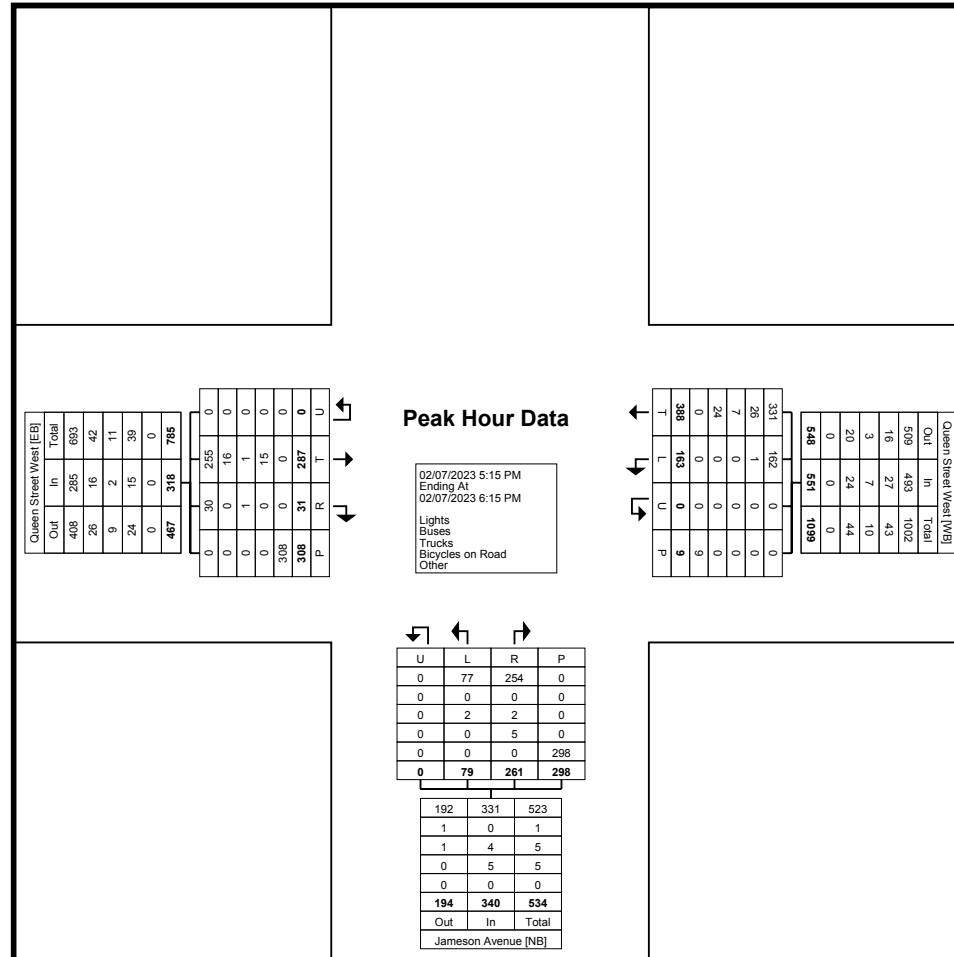 Peak Hour Data
02/07/2023 5:15 PM
Ending At
02/07/2023 6:15 PM
Lights
Buses
Trucks
Bicycles on Road
Other
785 318 467
0 0 0
39 15 24
11 2 9
42 16 26
693 285 408
Total In Out
Queen Street West [EB]
U T R P
0 287 31 308
0 0 0 308
0 15 0 0
0 1 1 0
0 16 0 0
0 255 30 0
331 162 0 0
26 1 0 0
7 0 0 0
24 0 0 0
0 0 0 9
388 163 0 9
T L U P
Queen Street West [WB]
Out In Total
509 493 1002
16 27 43
3 7 10
20 24 44
0 0 0
548 551 1099
U L R P
0 77 254 0
0 0 0 0
0 2 2 0
0 0 5 0
0 0 0 298
0 79 261 298
192 331 523
1 0 1
1 4 5
0 5 5
0 0 0
194 340 534
Out In Total
Jameson Avenue [NB]